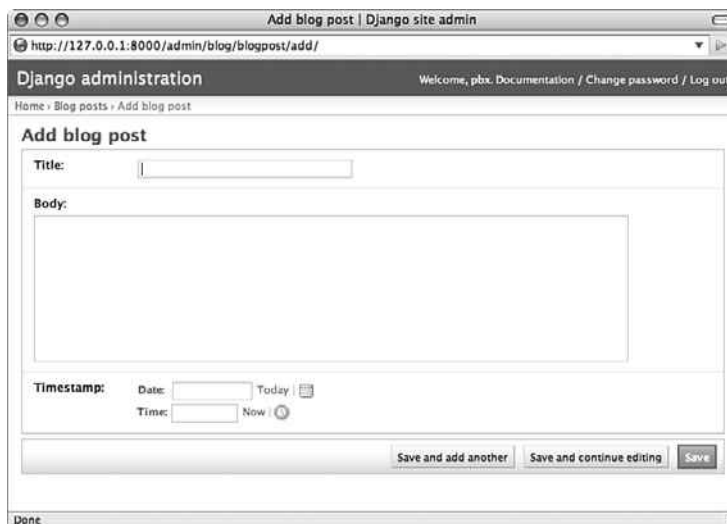 Add blog post | Django site admin
http://127.0.0.1:8000/admin/blog/blogpost/add/
Django administration
Welcome, pbx. Documentation / Change password / Log out
Home › Blog posts › Add blog post
Add blog post
Title:
Body:
Timestamp:
Date: Today |
Time: Now |
Save and add another
Save and continue editing
Save
Done